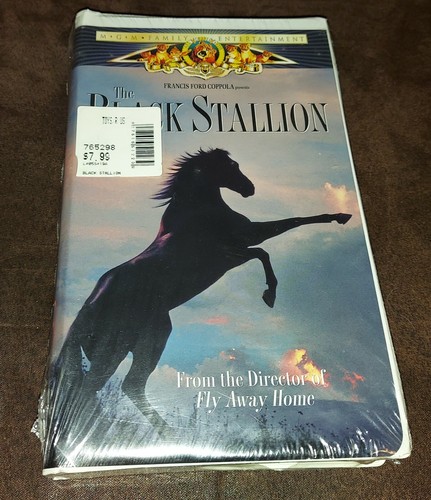 M•G•M•FAMILY ENTERTAINMENT
FRANCIS FORD COPPOLA presents
The
BLACK STALLION
TOYS R US
765298
$7.99
BLACK STALLION
From the Director of
Fly Away Home